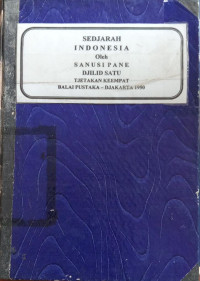 SEDJARAH
INDONESIA
Oleh
SANUSI PANE
DJILID SATU
TJETAKAN KEEMPAT
BALAI PUSTAKA – DJAKARTA 1950